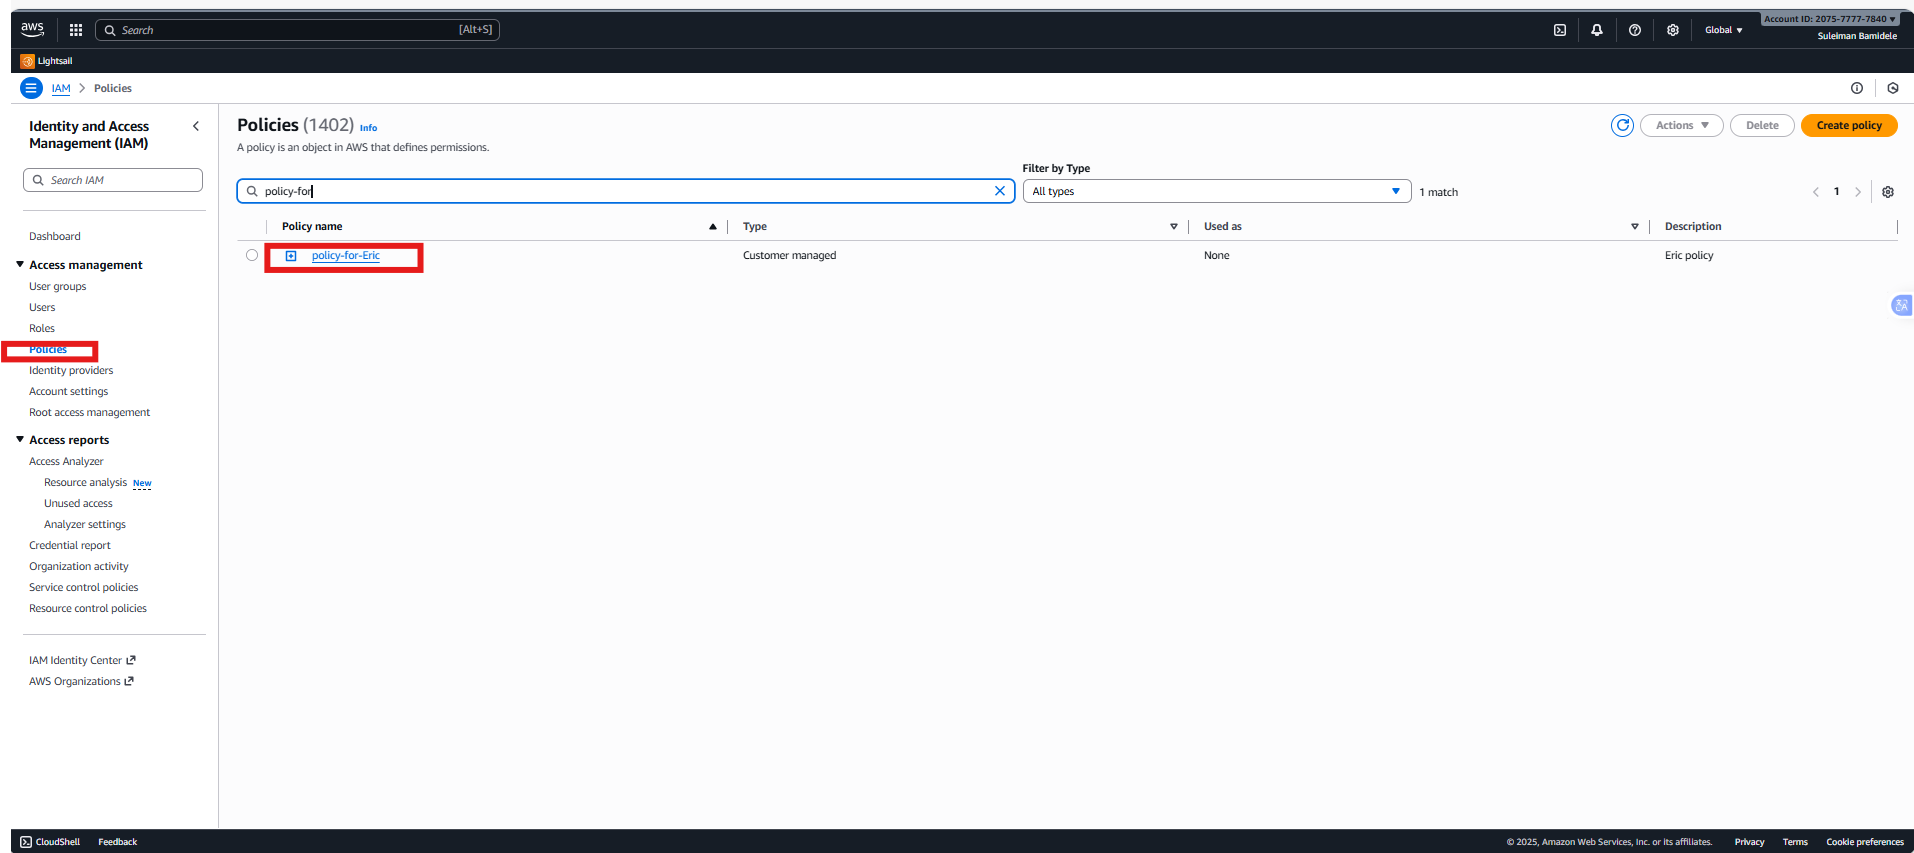 aws
Search [Alt+S]
Global
Account ID: 2075-7777-7840
Suleiman Bamidele
Lightsail
IAM > Policies
Identity and Access Management (IAM)
Search IAM
Dashboard
Access management
User groups
Users
Roles
Policies
Identity providers
Account settings
Root access management
Access reports
Access Analyzer
Resource analysis New
Unused access
Analyzer settings
Credential report
Organization activity
Service control policies
Resource control policies
IAM Identity Center
AWS Organizations
Policies (1402) Info
Actions
Delete
Create policy
A policy is an object in AWS that defines permissions.
Filter by Type
policy-for
All types
1 match
1
Policy name Type Used as Description
policy-for-Eric Customer managed None Eric policy
CloudShell Feedback
© 2025, Amazon Web Services, Inc. or its affiliates. Privacy Terms Cookie preferences